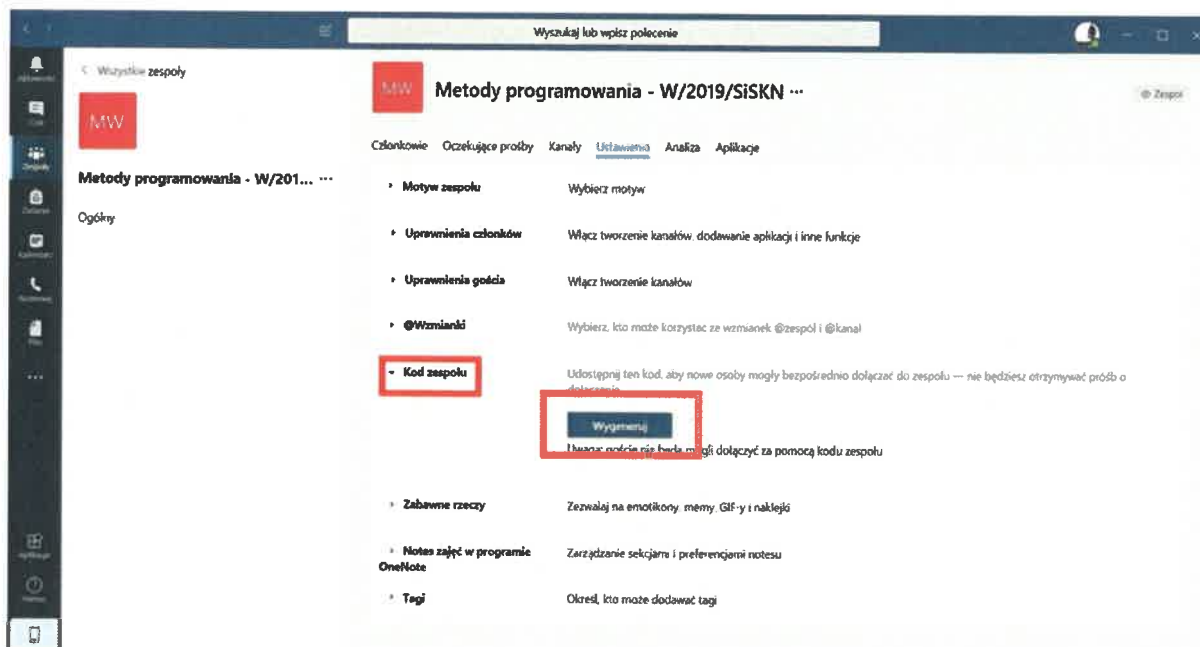 Wyszukaj lub wpisz polecenie
Wszystkie zespoły
MW
Metody programowania - W/201... ...
Ogólny
MW
Metody programowania - W/2019/SiSKN ...
Zespół
Członkowie Oczekujące prośby Kanały Ustawienia Analiza Aplikacje
Motyw zespołu Wybierz motyw
Uprawnienia członków Włącz tworzenie kanałów, dodawanie aplikacji i inne funkcje
Uprawnienia gościa Włącz tworzenie kanałów
@Wzmianki Wybierz, kto może korzystać ze wzmianek @zespół i @kanał
Kod zespołu Udostępnij ten kod, aby nowe osoby mogły bezpośrednio dołączać do zespołu — nie będziesz otrzymywać próśb o
dołączenie
Wygeneruj
Uwaga: goście nie będą mogli dołączyć za pomocą kodu zespołu
Zabawne rzeczy Zezwalaj na emotikony, memy, GIF-y i naklejki
Notes zajęć w programie Zarządzanie sekcjami i preferencjami notesu
OneNote
Tagi Określ, kto może dodawać tagi